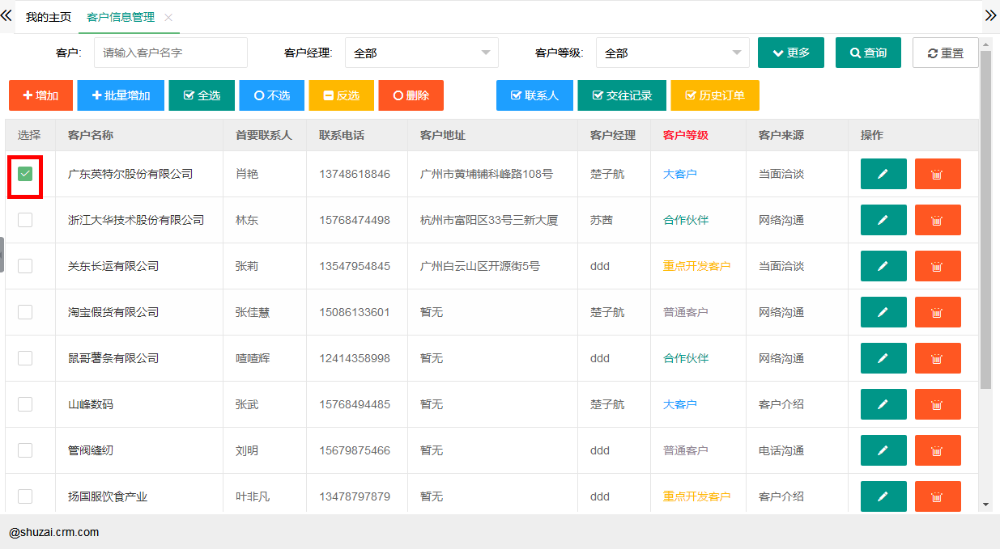 我的主页 客户信息管理
客户: 请输入客户名字 客户经理: 全部 客户等级: 全部 更多 查询 重置
增加 批量增加 全选 不选 反选 删除 联系人 交往记录 历史订单
选择 客户名称 首要联系人 联系电话 客户地址 客户经理 客户等级 客户来源 操作
广东英特尔股份有限公司 肖艳 13748618846 广州市黄埔铺科峰路108号 楚子航 大客户 当面洽谈
浙江大华技术股份有限公司 林东 15768474498 杭州市富阳区33号三新大厦 苏茜 合作伙伴 网络沟通
关东长运有限公司 张莉 13547954845 广州白云山区开源街5号 ddd 重点开发客户 当面洽谈
淘宝假货有限公司 张佳慧 15086133601 暂无 楚子航 普通客户 网络沟通
鼠哥薯条有限公司 喳喳辉 12414358998 暂无 ddd 合作伙伴 网络沟通
山峰数码 张武 15768494485 暂无 楚子航 大客户 客户介绍
管阀缝纫 刘明 15679875466 暂无 ddd 普通客户 电话沟通
扬国服饮食产业 叶非凡 13478797879 暂无 ddd 重点开发客户 客户介绍
@shuzai.crm.com